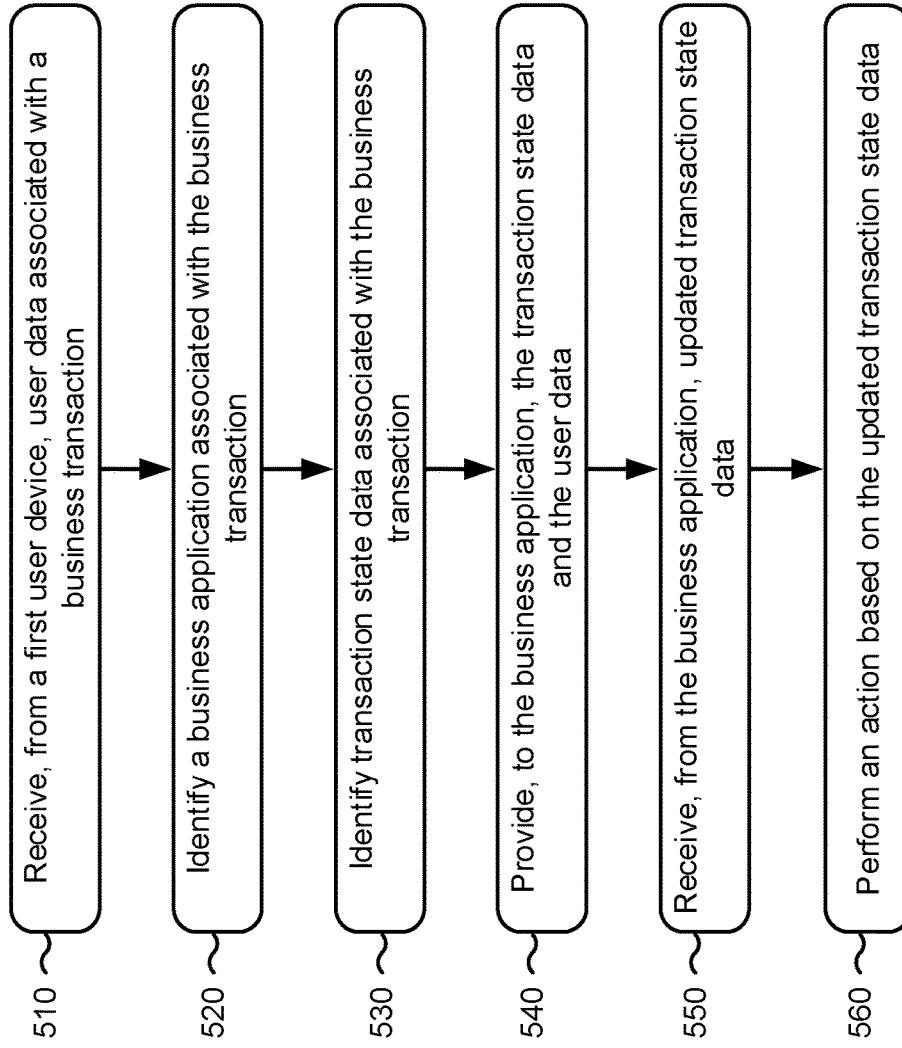 510
Receive, from a first user device, user data associated with a
business transaction
520
Identify a business application associated with the business
transaction
530
Identify transaction state data associated with the business
transaction
540
Provide, to the business application, the transaction state data
and the user data
550
Receive, from the business application, updated transaction state
data
560
Perform an action based on the updated transaction state data